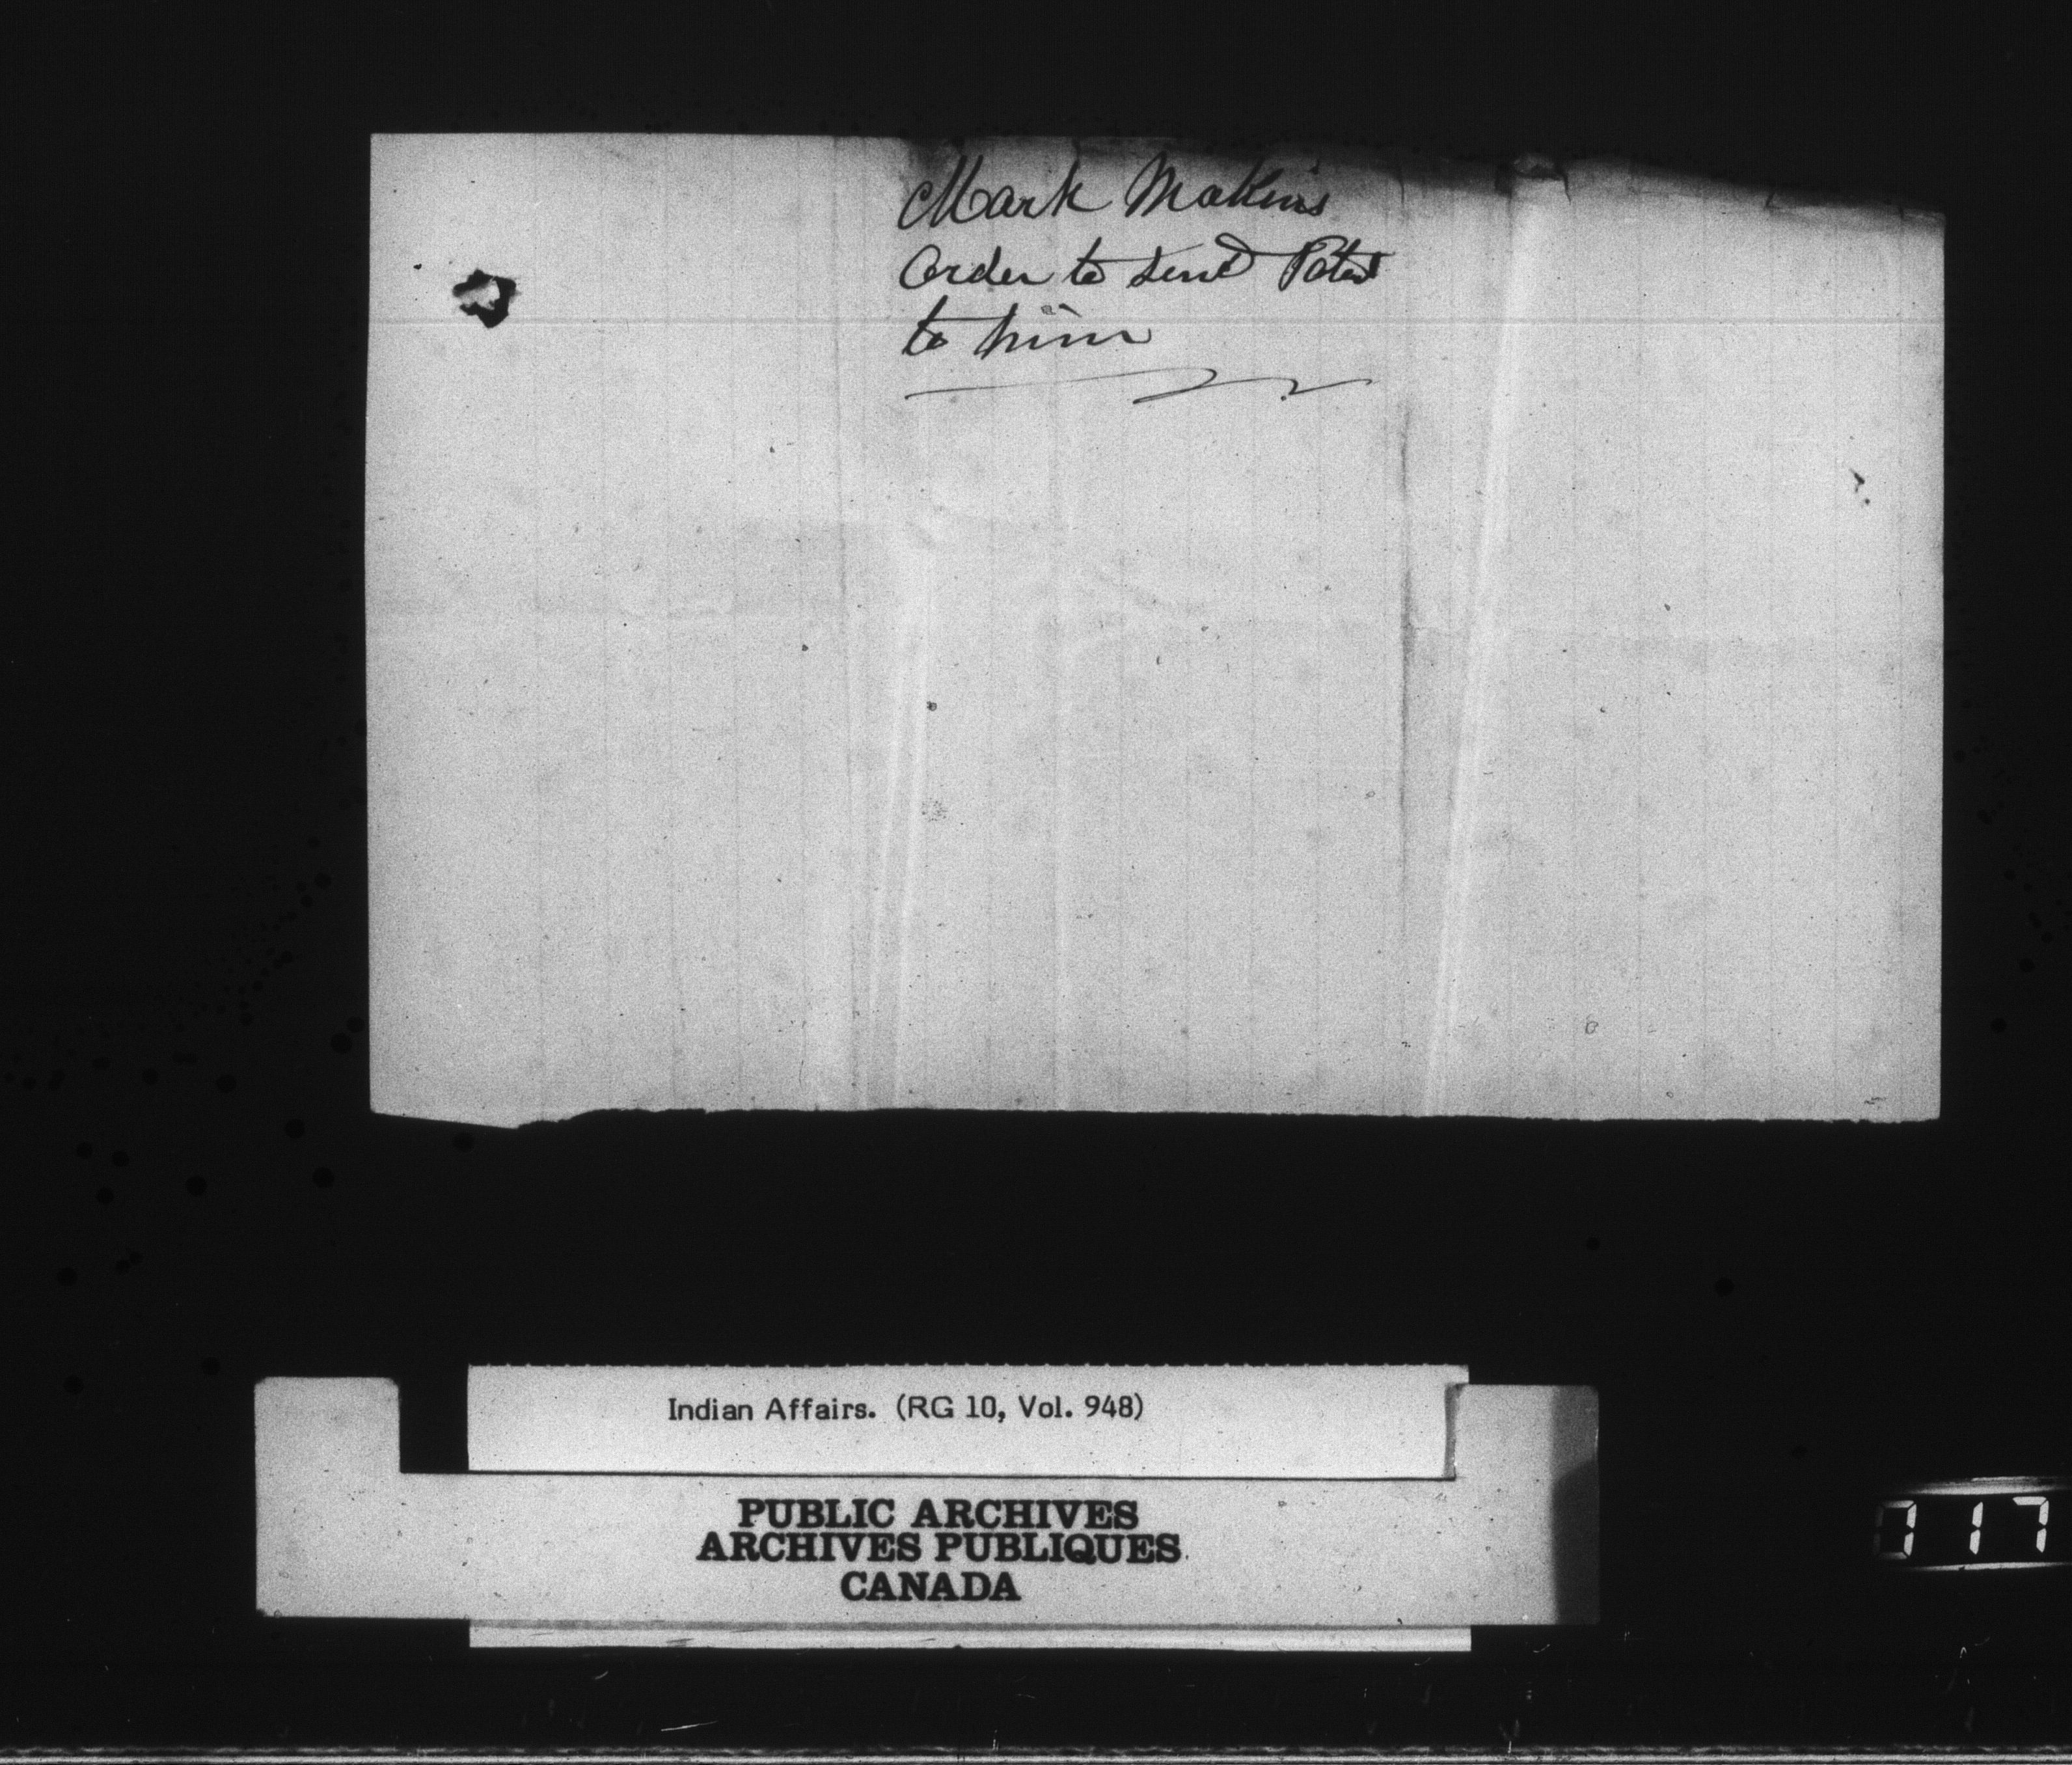 Mark Makins
Order to send Patent
to him
Indian Affairs. (RG 10, Vol. 948)
PUBLIC ARCHIVES
ARCHIVES PUBLIQUES
CANADA
117